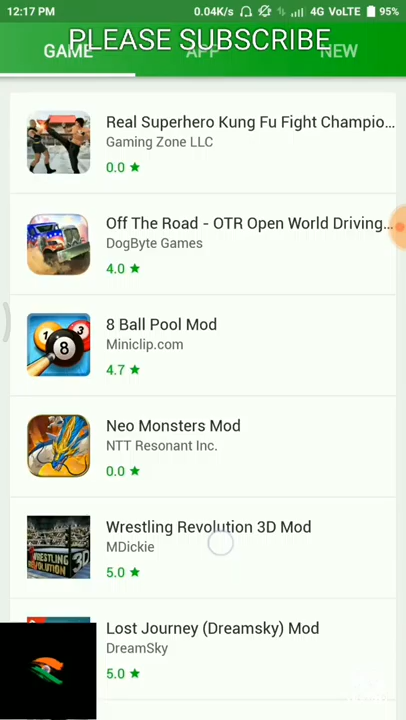 12:17 PM 0.04K/s 4G VoLTE 95%
GAME APP NEW
PLEASE SUBSCRIBE
Real Superhero Kung Fu Fight Champio...
Gaming Zone LLC
0.0
Off The Road - OTR Open World Driving...
DogByte Games
4.0
8 Ball Pool Mod
Miniclip.com
4.7
Neo Monsters Mod
NTT Resonant Inc.
0.0
WRESTLING REVOLUTION 3D
Wrestling Revolution 3D Mod
MDickie
5.0
Lost Journey (Dreamsky) Mod
DreamSky
5.0